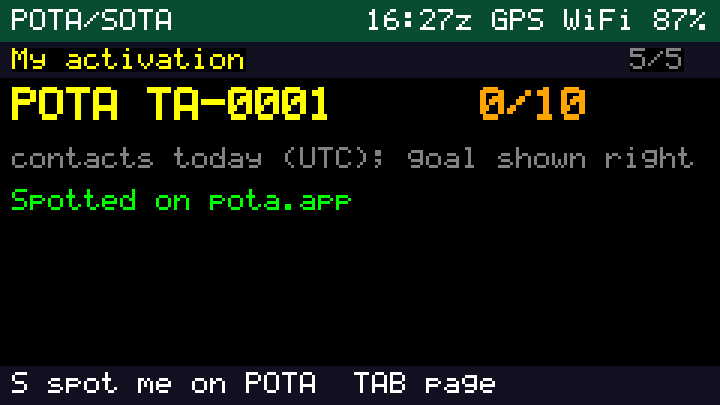 POTA/SOTA 16:27z GPS WiFi 87%
My activation 5/5
POTA TA-0001 0/10
contacts today (UTC); goal shown right
Spotted on pota.app
S spot me on POTA TAB page